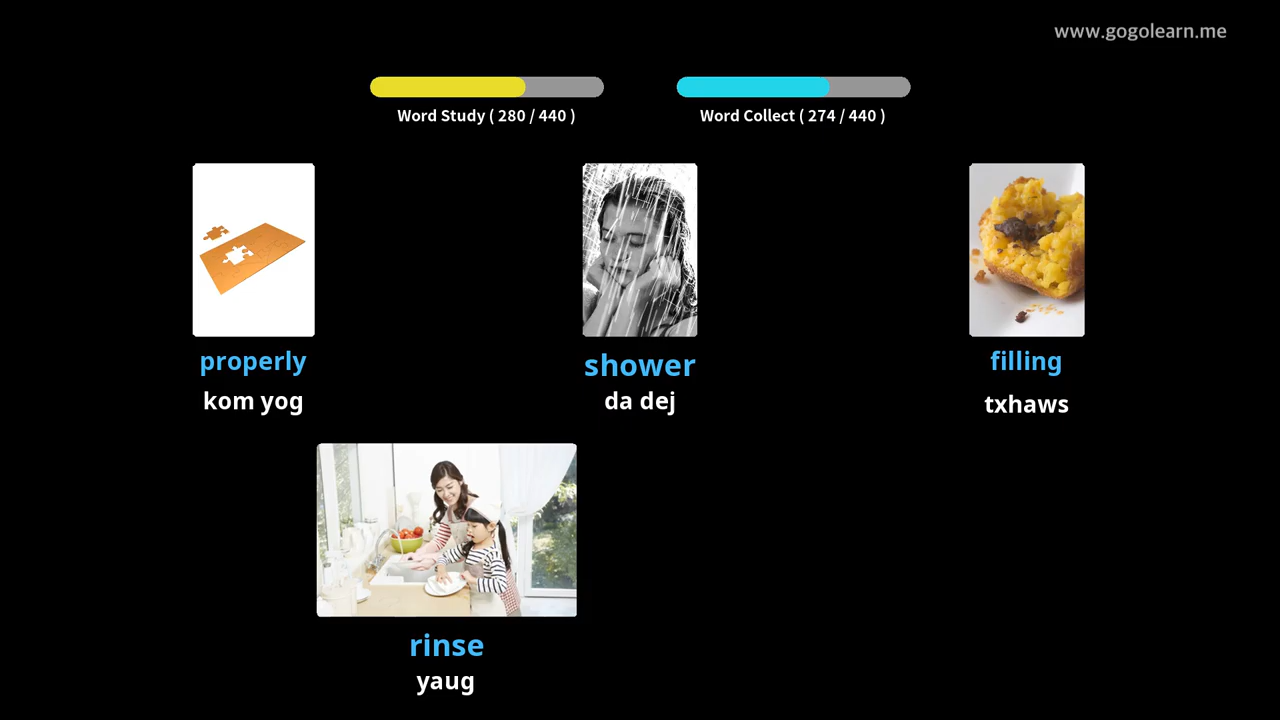 www.gogolearn.me
Word Study ( 280 / 440 )
Word Collect ( 274 / 440 )
properly
kom yog
shower
da dej
filling
txhaws
rinse
yaug